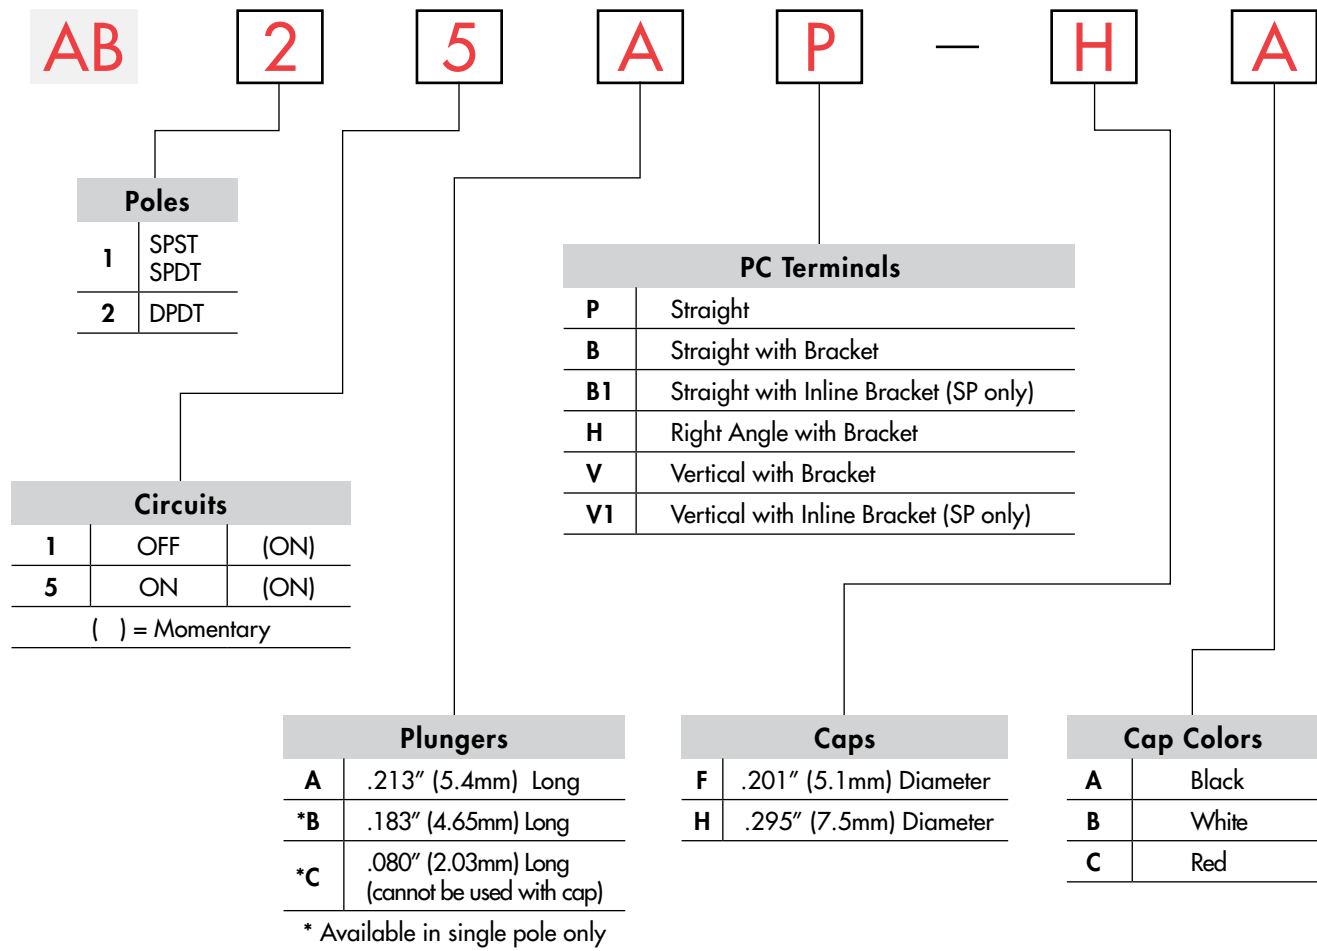 AB 2 5 A P — H A
Poles
1 SPST
SPDT
2 DPDT
PC Terminals
P Straight
B Straight with Bracket
B1 Straight with Inline Bracket (SP only)
H Right Angle with Bracket
V Vertical with Bracket
V1 Vertical with Inline Bracket (SP only)
Circuits
1 OFF (ON)
5 ON (ON)
( ) = Momentary
Plungers
A .213″ (5.4mm) Long
*B .183″ (4.65mm) Long
*C .080″ (2.03mm) Long
(cannot be used with cap)
* Available in single pole only
Caps
F .201″ (5.1mm) Diameter
H .295″ (7.5mm) Diameter
Cap Colors
A Black
B White
C Red